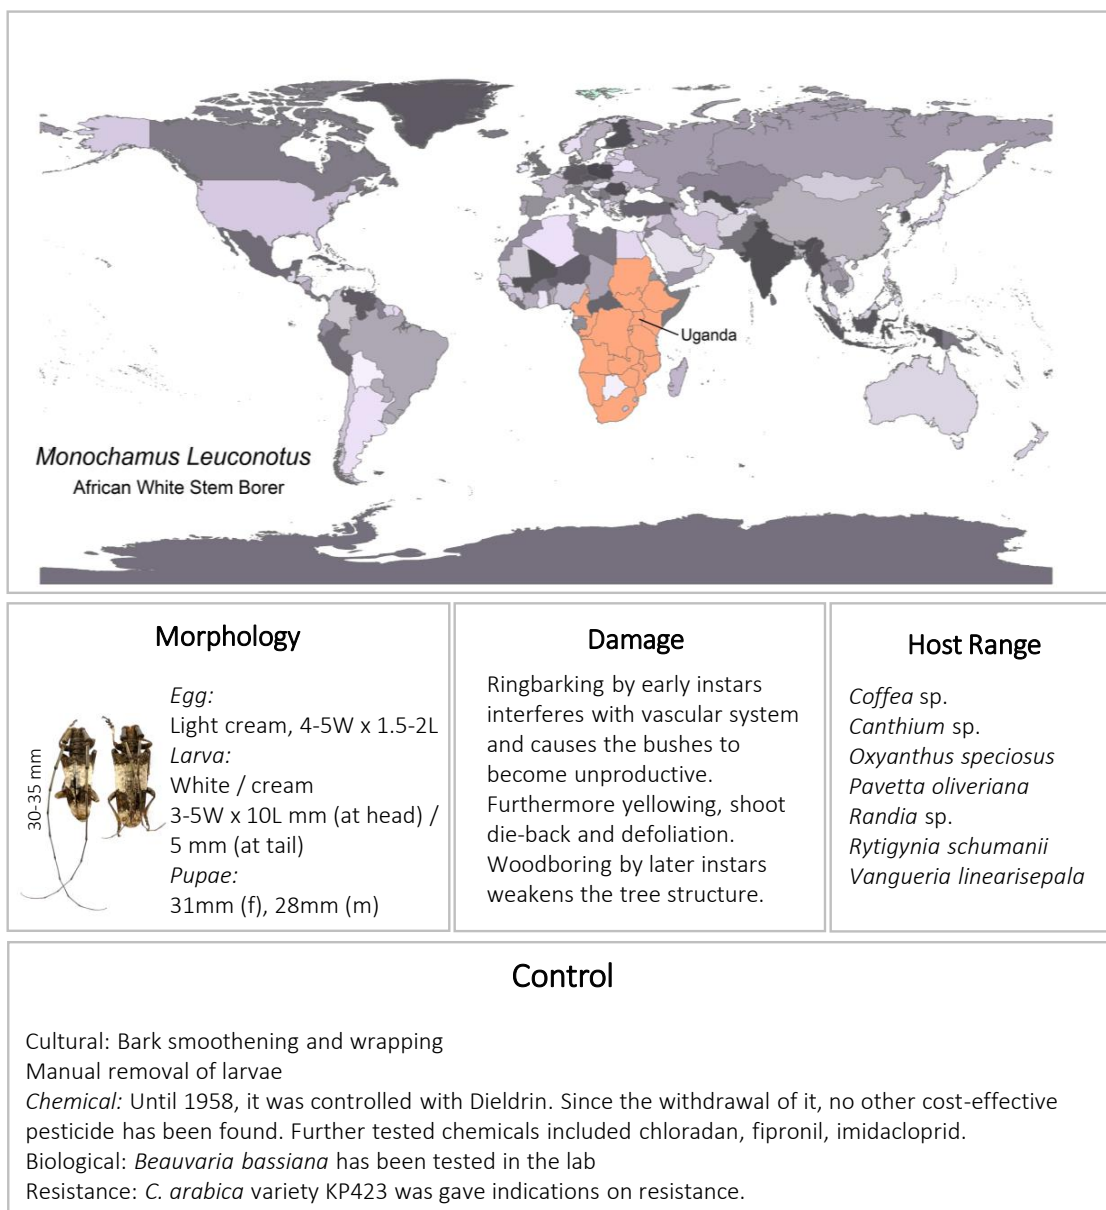 Uganda
Monochamus Leuconotus
African White Stem Borer
Morphology
30-35 mm
Egg:
Light cream, 4-5W x 1.5-2L
Larva:
White / cream
3-5W x 10L mm (at head) /
5 mm (at tail)
Pupae:
31mm (f), 28mm (m)
Damage
Ringbarking by early instars
interferes with vascular system
and causes the bushes to
become unproductive.
Furthermore yellowing, shoot
die-back and defoliation.
Woodboring by later instars
weakens the tree structure.
Host Range
Coffea sp.
Canthium sp.
Oxyanthus speciosus
Pavetta oliveriana
Randia sp.
Rytigynia schumanii
Vangueria linearisepala
Control
Cultural: Bark smoothening and wrapping
Manual removal of larvae
Chemical: Until 1958, it was controlled with Dieldrin. Since the withdrawal of it, no other cost-effective
pesticide has been found. Further tested chemicals included chloradan, fipronil, imidacloprid.
Biological: Beauvaria bassiana has been tested in the lab
Resistance: C. arabica variety KP423 was gave indications on resistance.